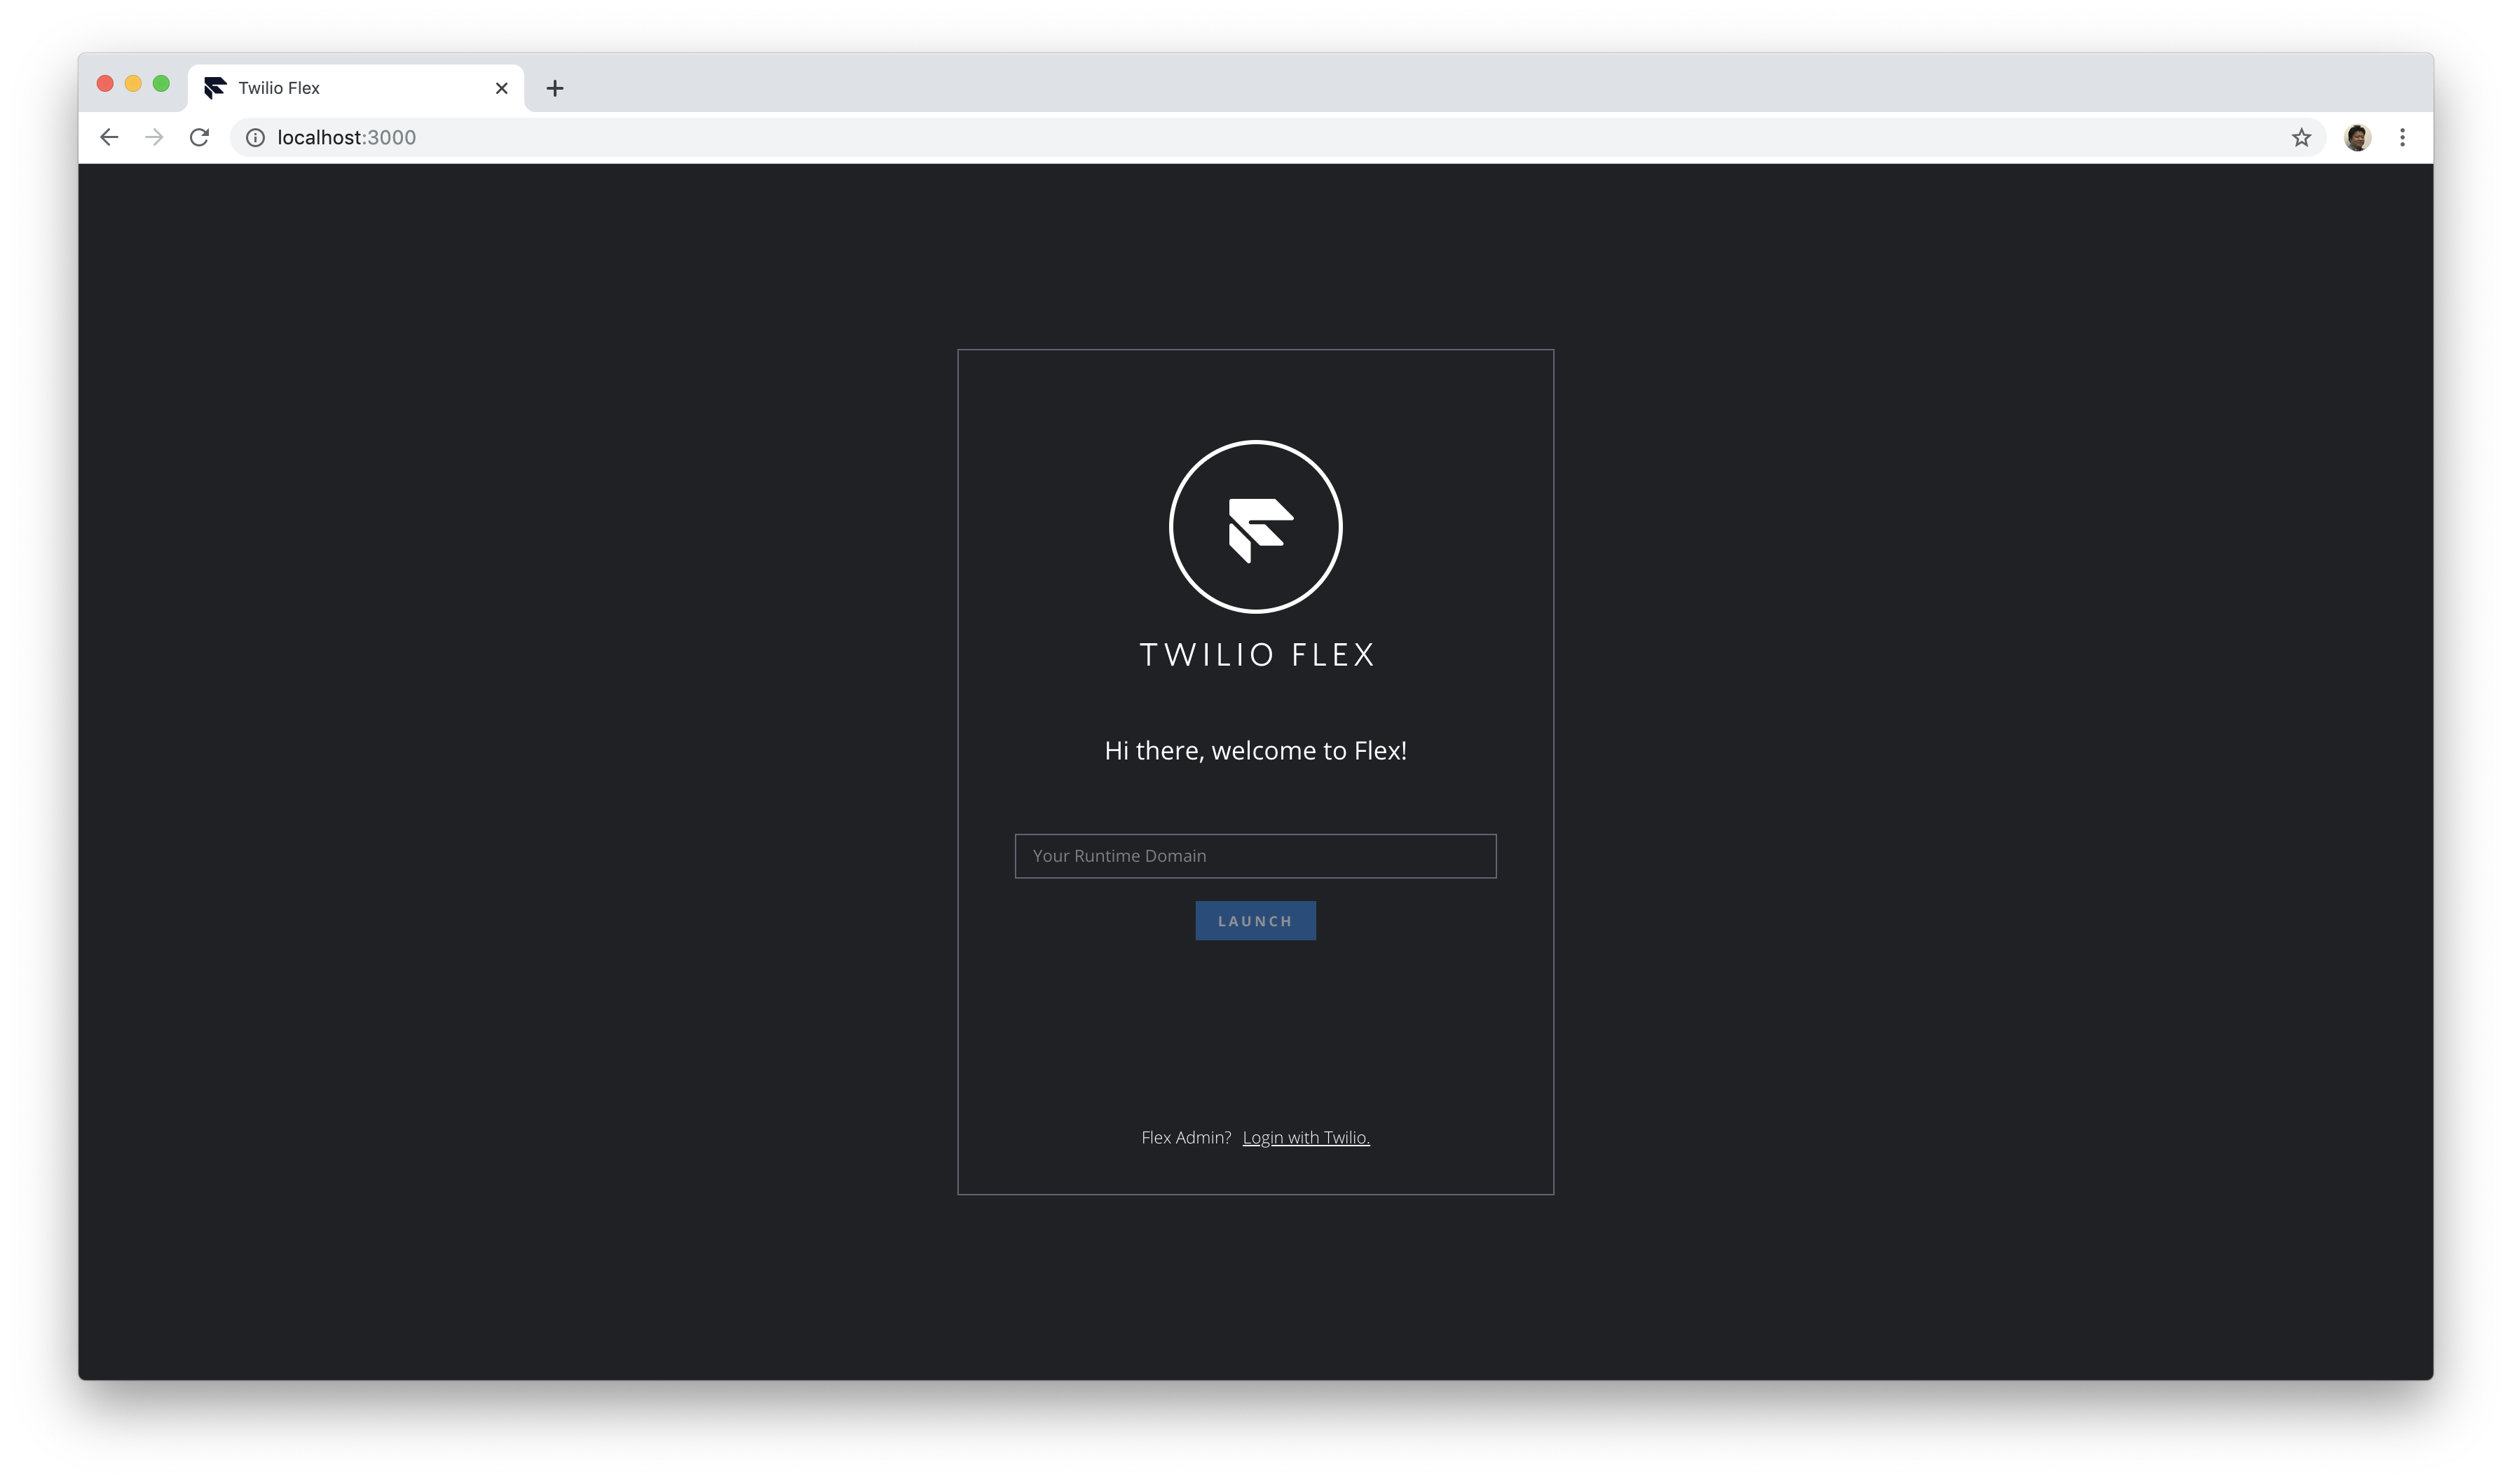 Twilio Flex
localhost:3000
TWILIO FLEX
Hi there, welcome to Flex!
Your Runtime Domain
LAUNCH
Flex Admin? Login with Twilio.